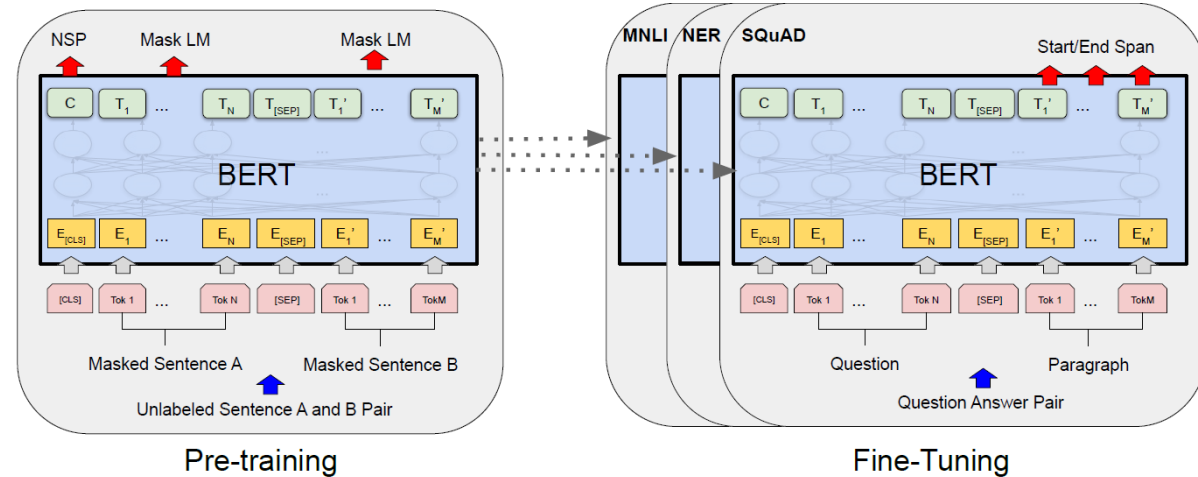 NSP Mask LM Mask LM
C T1 ... TN T[SEP] T1' ... TM'
...
BERT
...
E[CLS] E1 ... EN E[SEP] E1' ... EM'
[CLS] Tok 1 ... Tok N [SEP] Tok 1 ... TokM
Masked Sentence A Masked Sentence B
Unlabeled Sentence A and B Pair
Pre-training
MNLI NER SQuAD
Start/End Span
C T1 ... TN T[SEP] T1' ... TM'
...
BERT
...
E[CLS] E1 ... EN E[SEP] E1' ... EM'
[CLS] Tok 1 ... Tok N [SEP] Tok 1 ... TokM
Question Paragraph
Question Answer Pair
Fine-Tuning